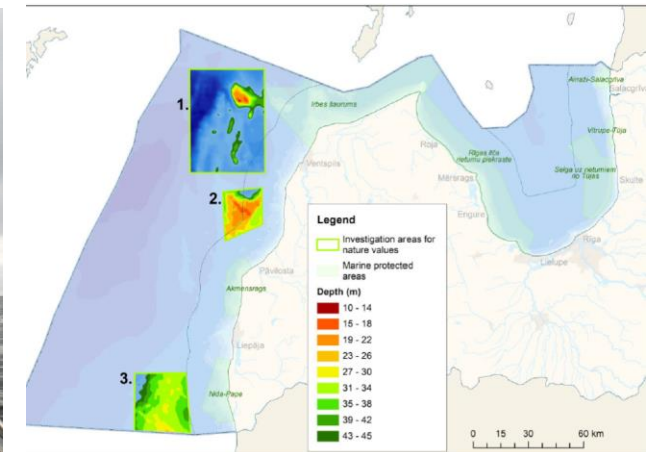 Ainaži-Salacgrīva
Salacgrīva
1.
Irbes šaurums
Vitrupe-Tūja
Ventspils
Roja
Rīgas līča
rietumu piekraste
Selga uz rietumiem
no Tūjas
Mērsrags
Skulte
2.
Engure
Rīga
Lielupe
Pāvilosta
Akmensrags
Liepāja
3.
Nida-Pape
Legend
Investigation areas for
nature values
Marine protected
areas
Depth (m)
10 - 14
15 - 18
19 - 22
23 - 26
27 - 30
31 - 34
35 - 38
39 - 42
43 - 45
0 15 30 60 km